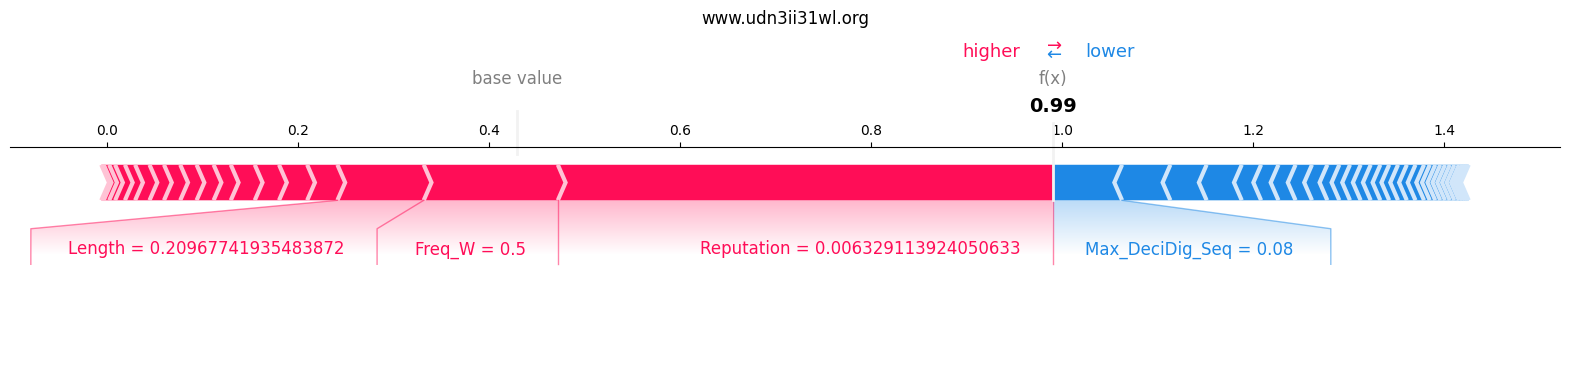 www.udn3ii31wl.org
higher → lower
←
base value f(x)
0.99
0.0 0.2 0.4 0.6 0.8 1.0 1.2 1.4
Length = 0.20967741935483872 Freq_W = 0.5 Reputation = 0.006329113924050633 Max_DeciDig_Seq = 0.08